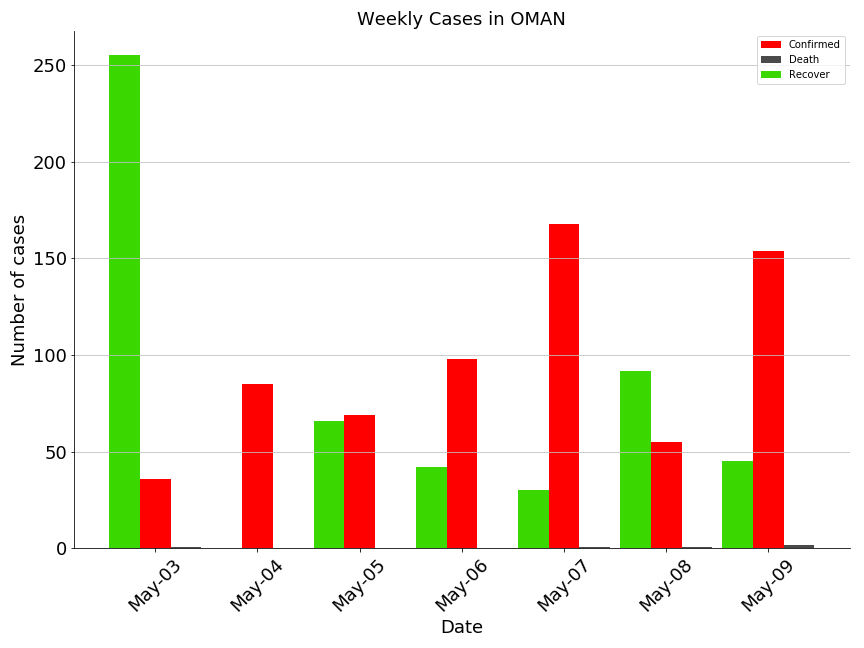 Weekly Cases in OMAN
Confirmed
Death
Recover
Number of cases
250
200
150
100
50
0
May-03
May-04
May-05
May-06
May-07
May-08
May-09
Date